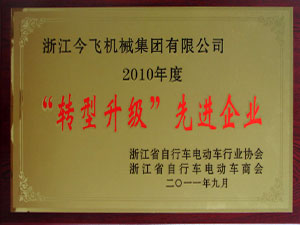 浙江今飞机械集团有限公司
2010年度
“转型升级”先进企业
浙江省自行车电动车行业协会
浙江省自行车电动车商会
二〇一一年九月